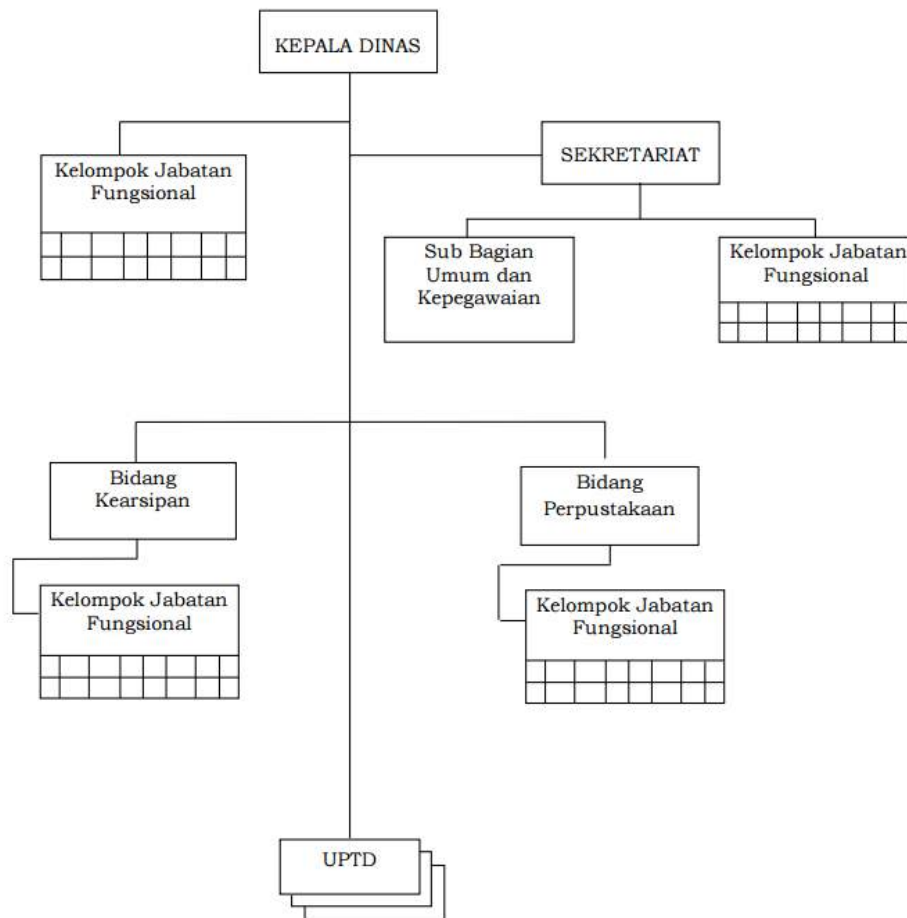 KEPALA DINAS
Kelompok Jabatan
Fungsional
SEKRETARIAT
Sub Bagian
Umum dan
Kepegawaian
Kelompok Jabatan
Fungsional
Bidang
Kearsipan
Bidang
Perpustakaan
Kelompok Jabatan
Fungsional
Kelompok Jabatan
Fungsional
UPTD